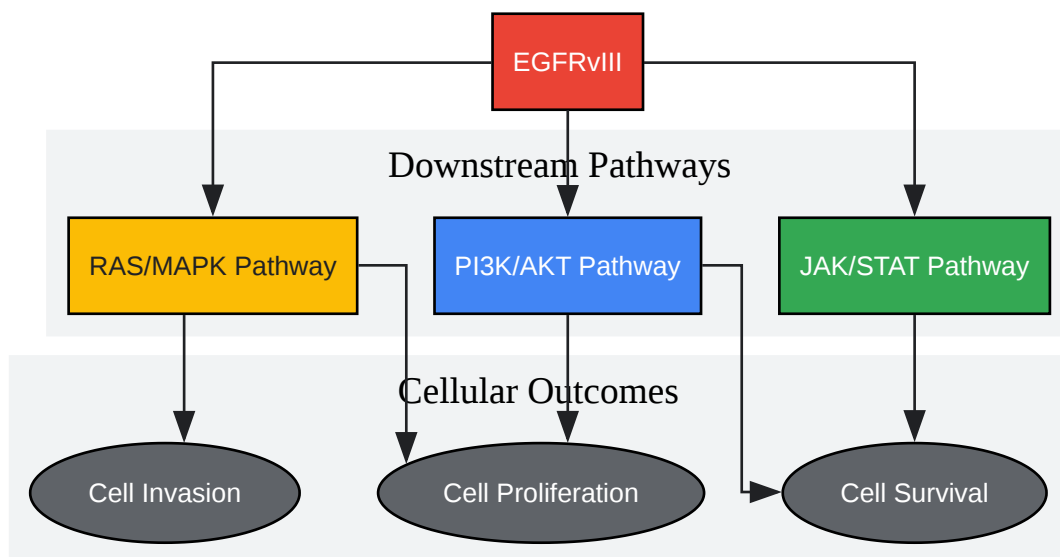 EGFRvIII
Downstream Pathways
RAS/MAPK Pathway
PI3K/AKT Pathway
JAK/STAT Pathway
Cellular Outcomes
Cell Invasion
Cell Proliferation
Cell Survival